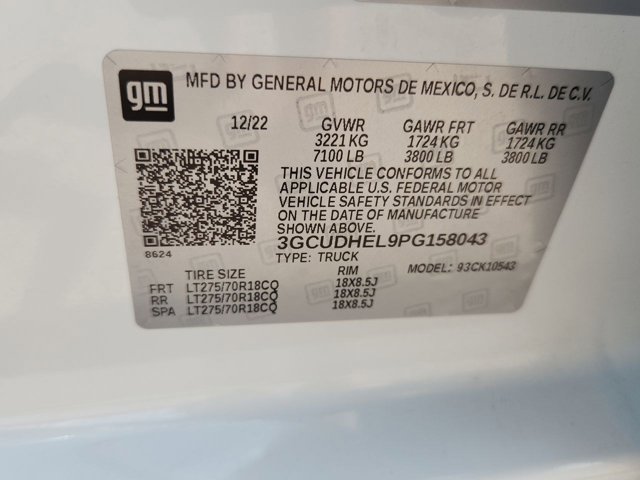 gm
MFD BY GENERAL MOTORS DE MEXICO, S. DE R.L. DE C.V.
12/22 GVWR GAWR FRT GAWR RR
3221 KG 1724 KG 1724 KG
7100 LB 3800 LB 3800 LB
THIS VEHICLE CONFORMS TO ALL
APPLICABLE U.S. FEDERAL MOTOR
VEHICLE SAFETY STANDARDS IN EFFECT
ON THE DATE OF MANUFACTURE
SHOWN ABOVE.
3GCUDHEL9PG158043
8624 TYPE: TRUCK MODEL: 93CK10543
TIRE SIZE RIM
FRT LT275/70R18CQ 18X8.5J
RR LT275/70R18CQ 18X8.5J
SPA LT275/70R18CQ 18X8.5J